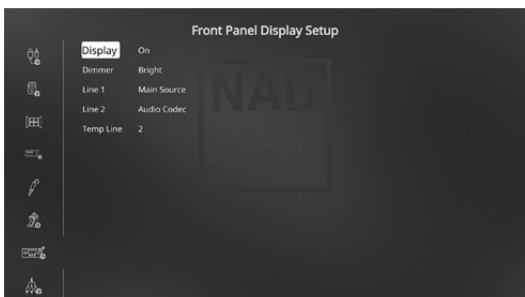 Front Panel Display Setup
Display On
Dimmer Bright
Line 1 Main Source
Line 2 Audio Codec
Temp Line 2
NAD